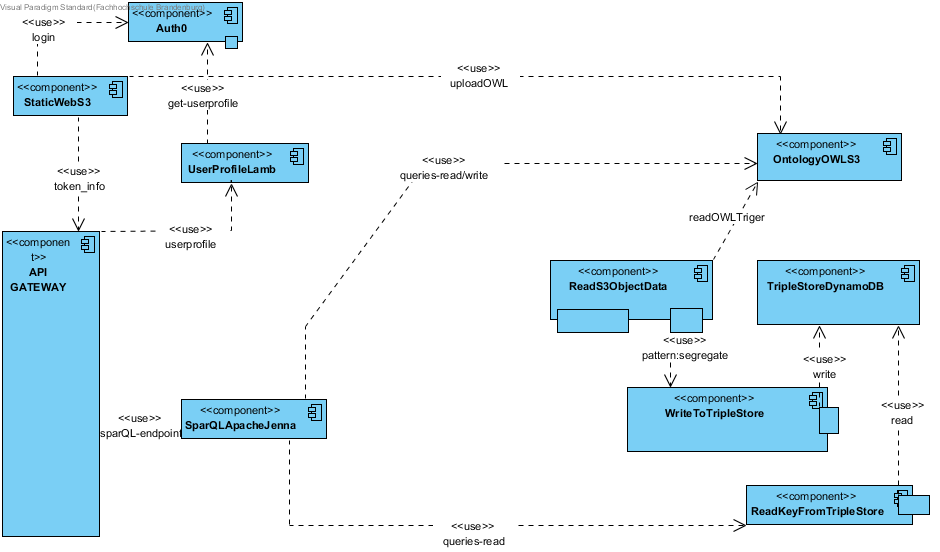 Visual Paradigm Standard(Fachhochschule Brandenburg)
<<component>>
Auth0
<<use>>
login
<<component>>
StaticWebS3
<<use>>
uploadOWL
<<use>>
get-userprofile
<<component>>
OntologyOWLS3
<<component>>
UserProfileLamb
<<use>>
queries-read/write
<<use>>
token_info
readOWLTriger
<<use>>
userprofile
<<componen
t>>
API
GATEWAY
<<component>>
ReadS3ObjectData
<<component>>
TripleStoreDynamoDB
<<use>>
pattern:segregate
<<use>>
write
<<component>>
WriteToTripleStore
<<use>>
read
<<component>>
SparQLApacheJenna
<<use>>
sparQL-endpoint
<<component>>
ReadKeyFromTripleStore
<<use>>
queries-read